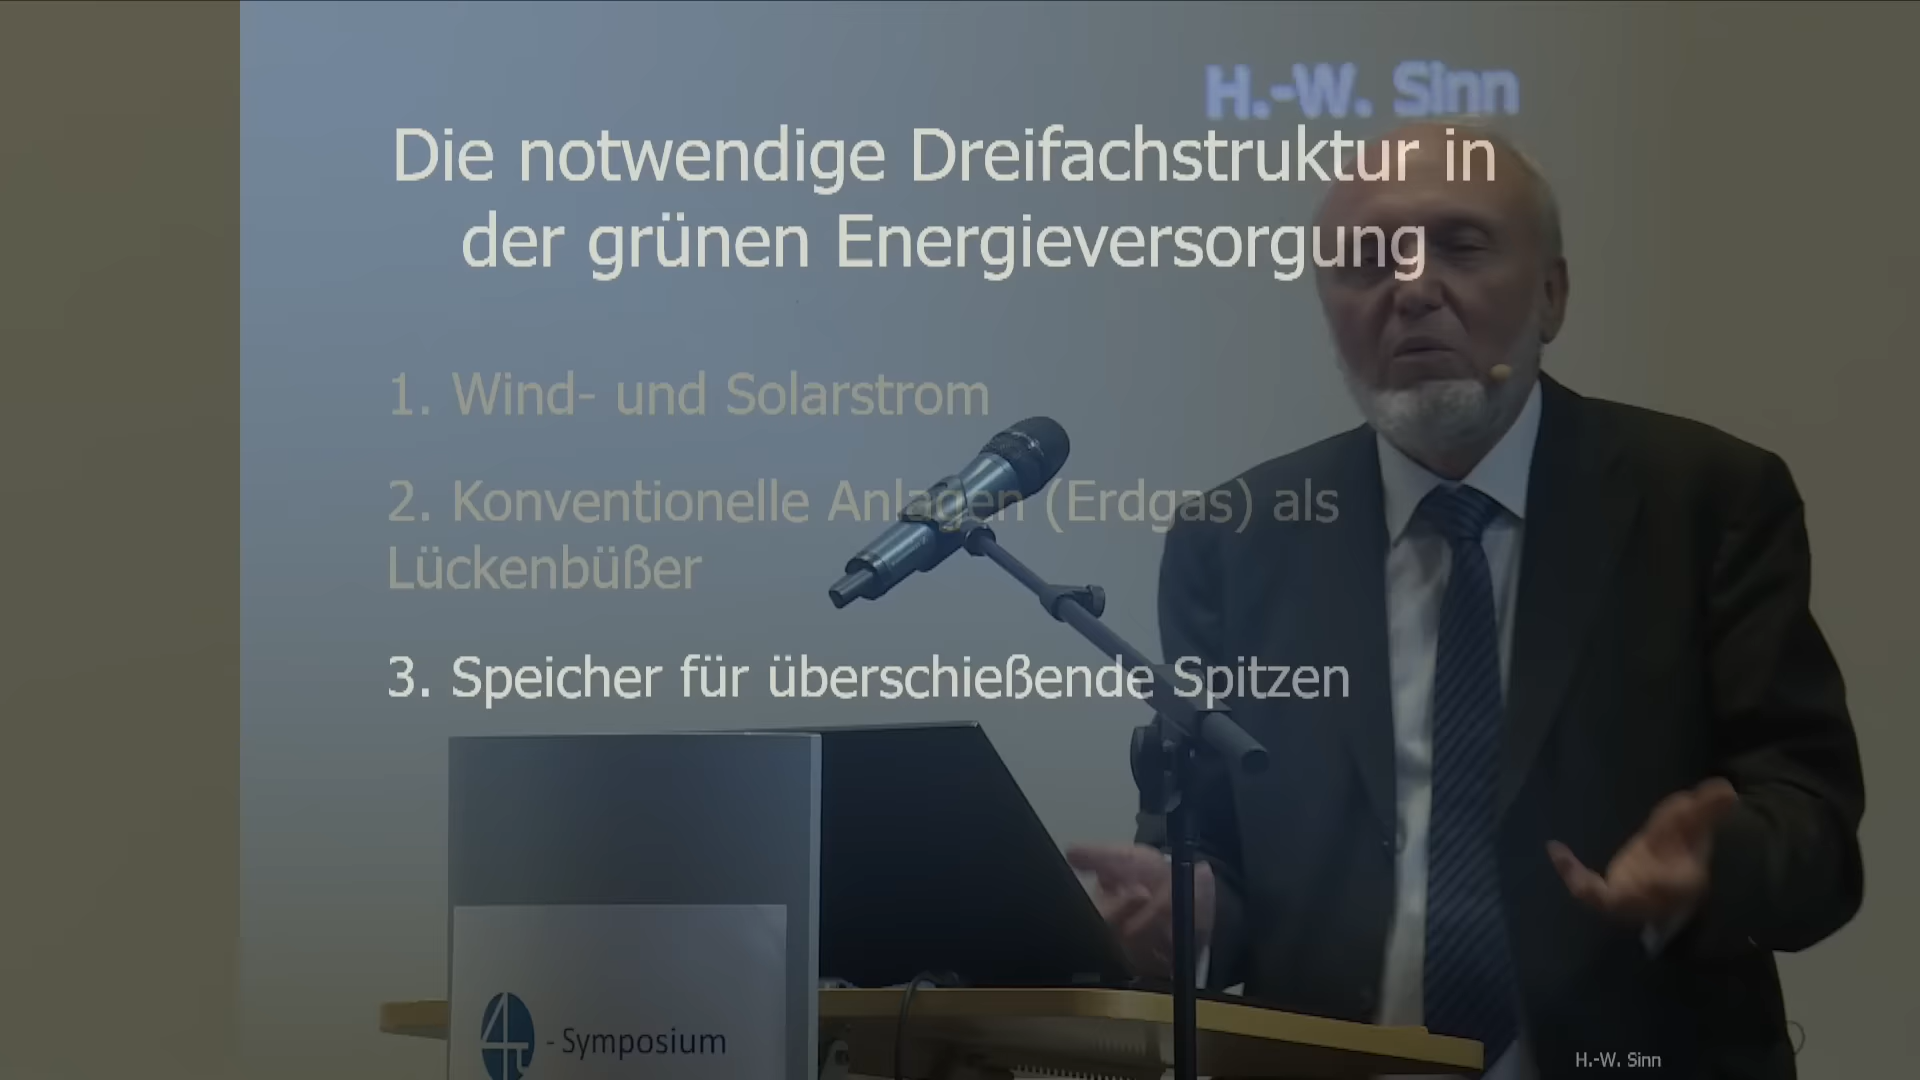 H.-W. Sinn
Die notwendige Dreifachstruktur in
der grünen Energieversorgung
1. Wind- und Solarstrom
2. Konventionelle Anlagen (Erdgas) als
Lückenbüßer
3. Speicher für überschießende Spitzen
4t - Symposium
H.-W. Sinn